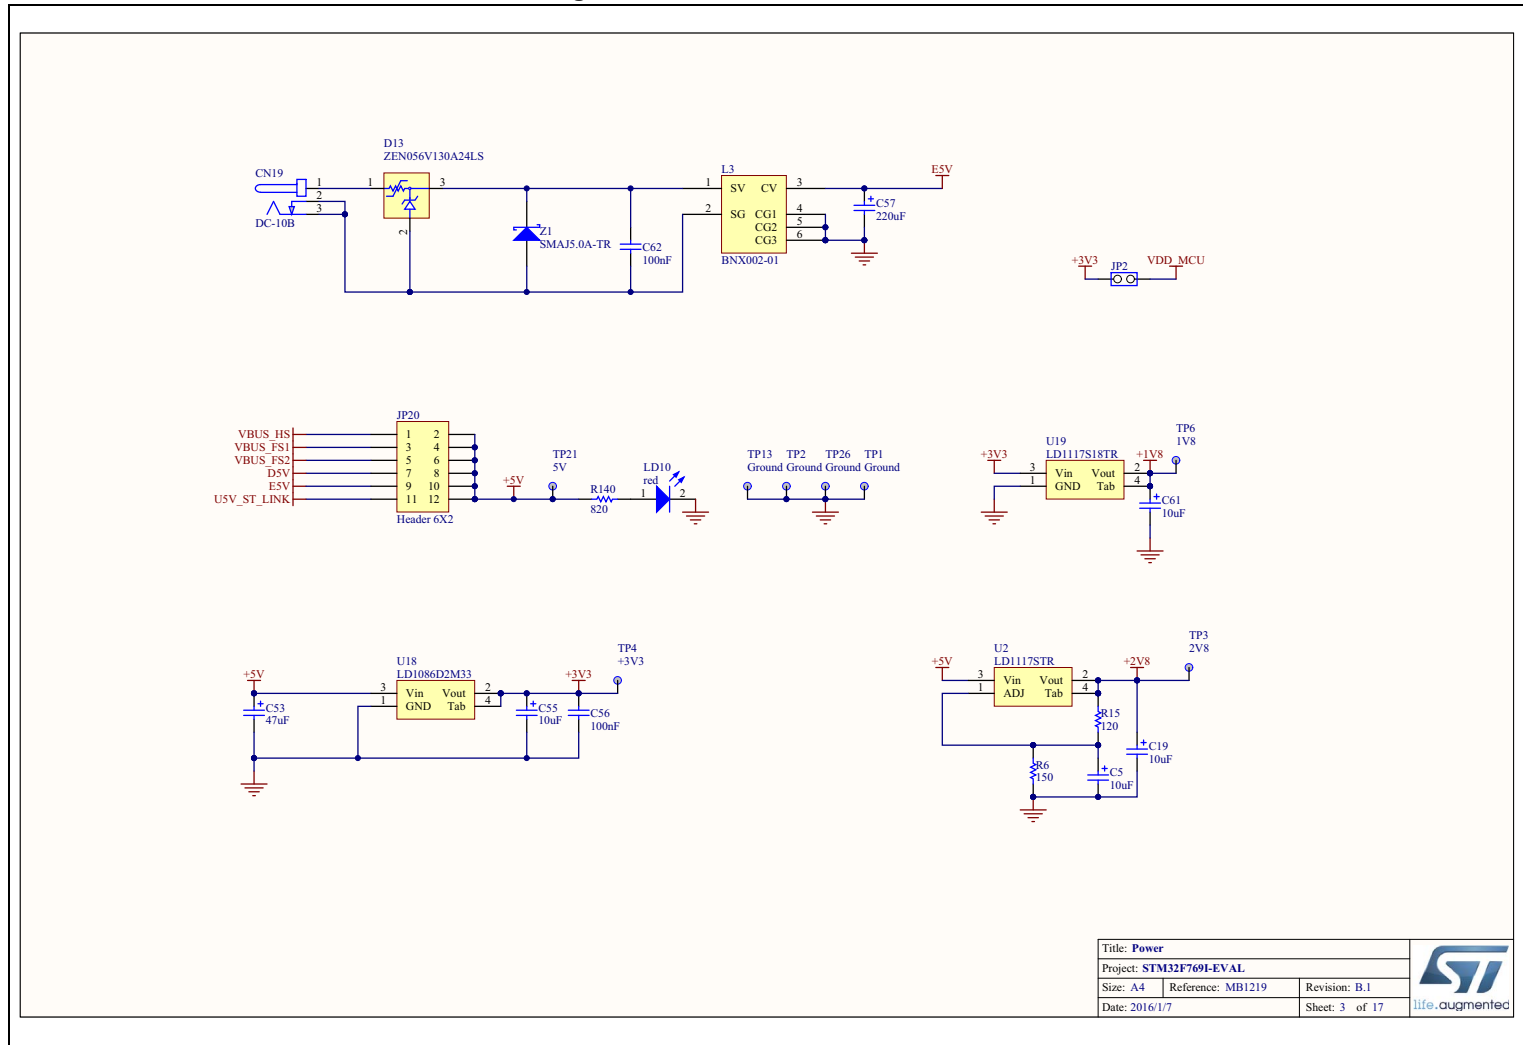 D13
ZEN056V130A24LS
CN19
1
2
3
DC-10B
1
3
2
Z1
SMAJ5.0A-TR
C62
100nF
L3
1
SV
CV
3
2
SG
CG1
4
CG2
5
CG3
6
BNX002-01
C57
220uF
E5V
+3V3
JP2
VDD_MCU
JP20
VBUS_HS
1
2
VBUS_FS1
3
4
VBUS_FS2
5
6
D5V
7
8
E5V
9
10
U5V_ST_LINK
11
12
Header 6X2
+5V
TP21
5V
R140
820
LD10
red
1
2
TP13
Ground
TP2
Ground
TP26
Ground
TP1
Ground
U19
LD1117S18TR
+3V3
3
Vin
Vout
2
1
GND
Tab
4
+1V8
TP6
1V8
C61
10uF
+5V
C53
47uF
U18
LD1086D2M33
3
Vin
Vout
2
1
GND
Tab
4
C55
10uF
+3V3
C56
100nF
TP4
+3V3
+5V
U2
LD1117STR
3
Vin
Vout
2
1
ADJ
Tab
4
+2V8
TP3
2V8
R15
120
C19
10uF
R6
150
C5
10uF
Title: Power
Project: STM32F769I-EVAL
Size: A4
Reference: MB1219
Revision: B.1
Date: 2016/1/7
Sheet: 3 of 17
ST
life.augmented